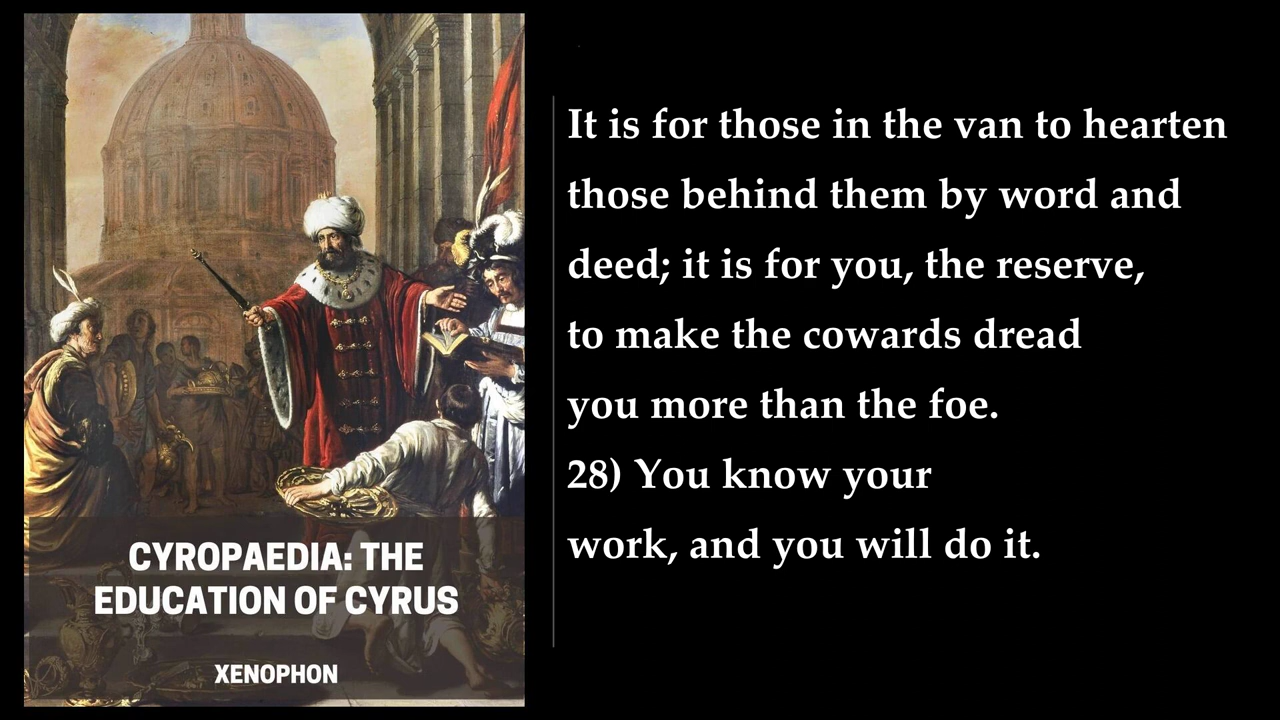 CYROPAEDIA: THE
EDUCATION OF CYRUS
XENOPHON
It is for those in the van to hearten
those behind them by word and
deed; it is for you, the reserve,
to make the cowards dread
you more than the foe.
28) You know your
work, and you will do it.